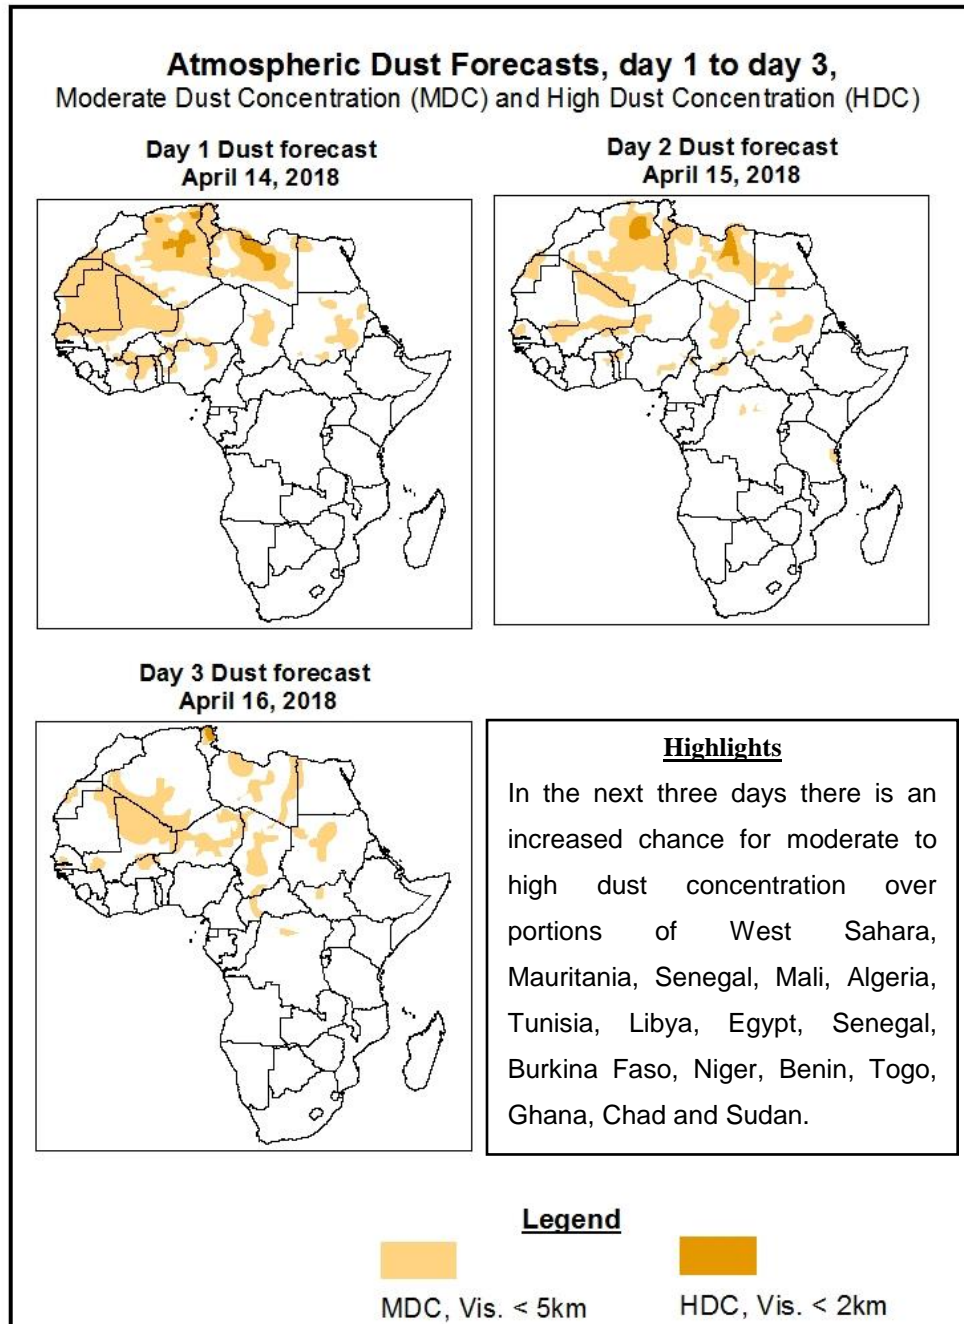 Atmospheric Dust Forecasts, day 1 to day 3,
Moderate Dust Concentration (MDC) and High Dust Concentration (HDC)
Day 1 Dust forecast
April 14, 2018
Day 2 Dust forecast
April 15, 2018
Day 3 Dust forecast
April 16, 2018
Highlights
In the next three days there is an
increased chance for moderate to
high dust concentration over
portions of West Sahara,
Mauritania, Senegal, Mali, Algeria,
Tunisia, Libya, Egypt, Senegal,
Burkina Faso, Niger, Benin, Togo,
Ghana, Chad and Sudan.
Legend
MDC, Vis. < 5km
HDC, Vis. < 2km